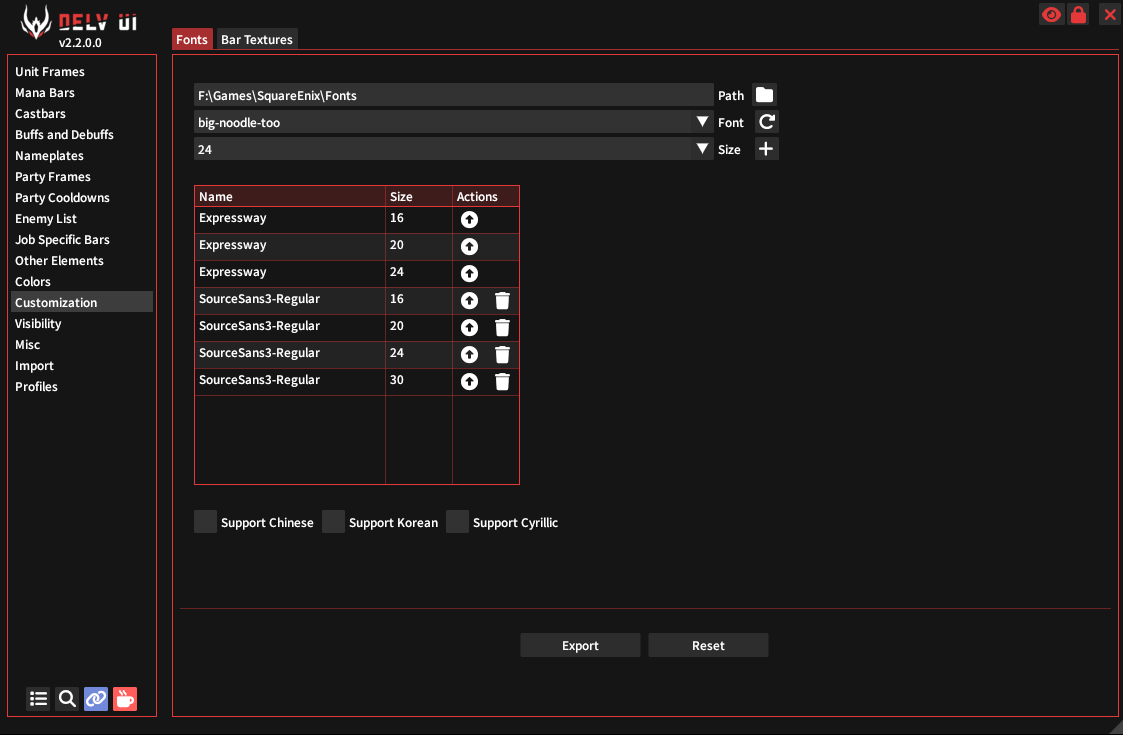 DELV UI
v2.2.0.0
Unit Frames
Mana Bars
Castbars
Buffs and Debuffs
Nameplates
Party Frames
Party Cooldowns
Enemy List
Job Specific Bars
Other Elements
Colors
Customization
Visibility
Misc
Import
Profiles
Fonts Bar Textures
F:\Games\SquareEnix\Fonts Path
big-noodle-too Font
24 Size
Name Size Actions
Expressway 16
Expressway 20
Expressway 24
SourceSans3-Regular 16
SourceSans3-Regular 20
SourceSans3-Regular 24
SourceSans3-Regular 30
Support Chinese Support Korean Support Cyrillic
Export Reset